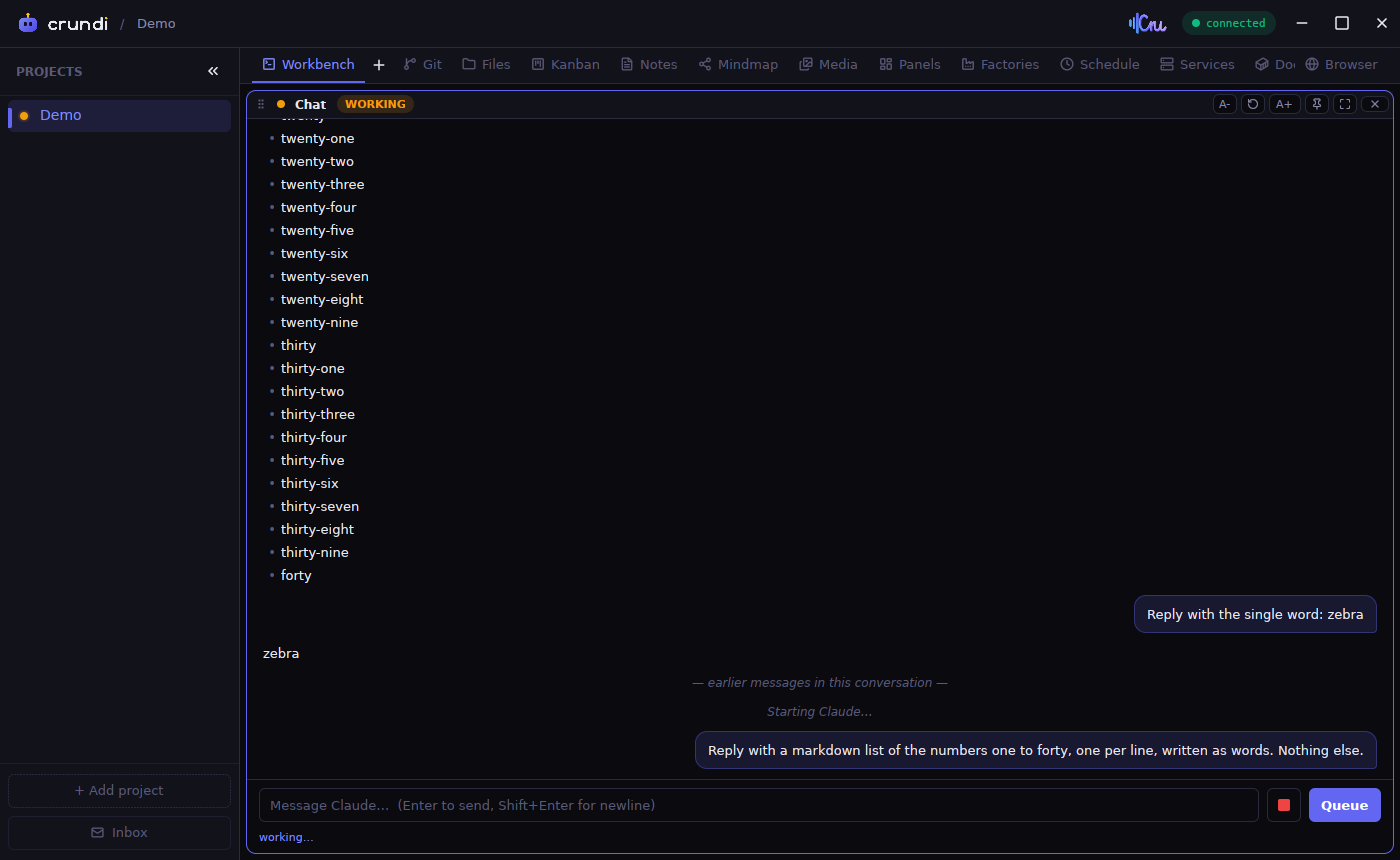 crundi / Demo
Cru
connected
PROJECTS
Demo
+ Add project
Inbox
Workbench + Git Files Kanban Notes Mindmap Media Panels Factories Schedule Services Doc Browser
Chat WORKING A- A+
twenty
twenty-one
twenty-two
twenty-three
twenty-four
twenty-five
twenty-six
twenty-seven
twenty-eight
twenty-nine
thirty
thirty-one
thirty-two
thirty-three
thirty-four
thirty-five
thirty-six
thirty-seven
thirty-eight
thirty-nine
forty
Reply with the single word: zebra
zebra
— earlier messages in this conversation —
Starting Claude…
Reply with a markdown list of the numbers one to forty, one per line, written as words. Nothing else.
Message Claude… (Enter to send, Shift+Enter for newline)
Queue
working…